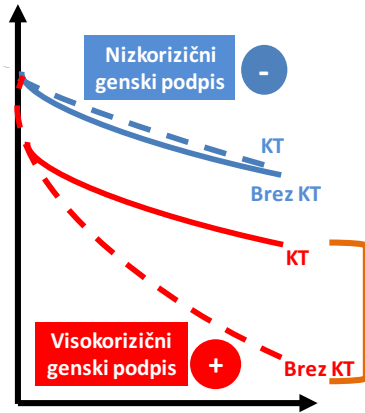 Nizkorizični
genski podpis
-
KT
Brez KT
KT
Visokorizični
genski podpis
+
Brez KT